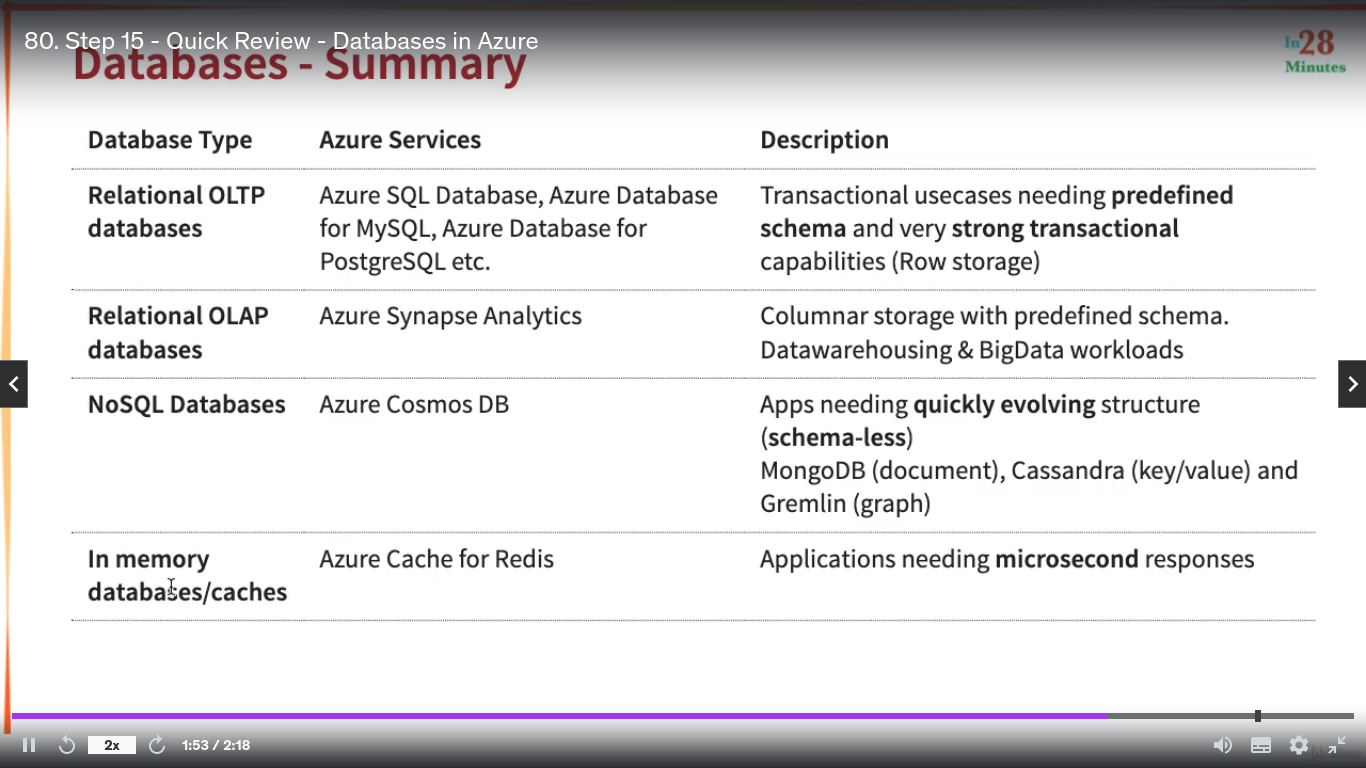 80. Step 15 - Quick Review - Databases in Azure
Databases - Summary
In28
Minutes
Database Type
Azure Services
Description
Relational OLTP
databases
Azure SQL Database, Azure Database
for MySQL, Azure Database for
PostgreSQL etc.
Transactional usecases needing predefined
schema and very strong transactional
capabilities (Row storage)
Relational OLAP
databases
Azure Synapse Analytics
Columnar storage with predefined schema.
Datawarehousing & BigData workloads
NoSQL Databases
Azure Cosmos DB
Apps needing quickly evolving structure
(schema-less)
MongoDB (document), Cassandra (key/value) and
Gremlin (graph)
In memory
databases/caches
Azure Cache for Redis
Applications needing microsecond responses
2x
1:53 / 2:18